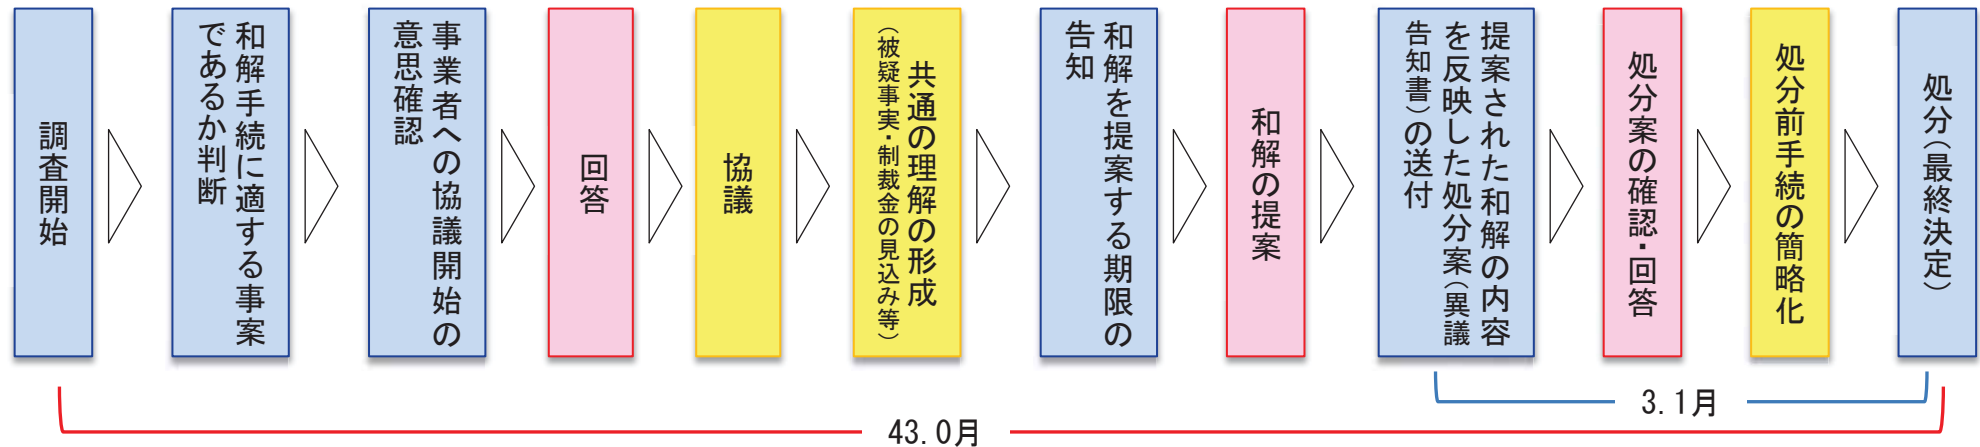 調査開始
和解手続に適する事案
であるか判断
事業者への協議開始の
意思確認
回答
協議
共通の理解の形成
（被疑事実・制裁金の見込み等）
和解を提案する期限の
告知
和解の提案
提案された和解の内容
を反映した処分案（異議
告知書）の送付
処分案の確認・回答
処分前手続の簡略化
処分（最終決定）
3.1月
43.0月